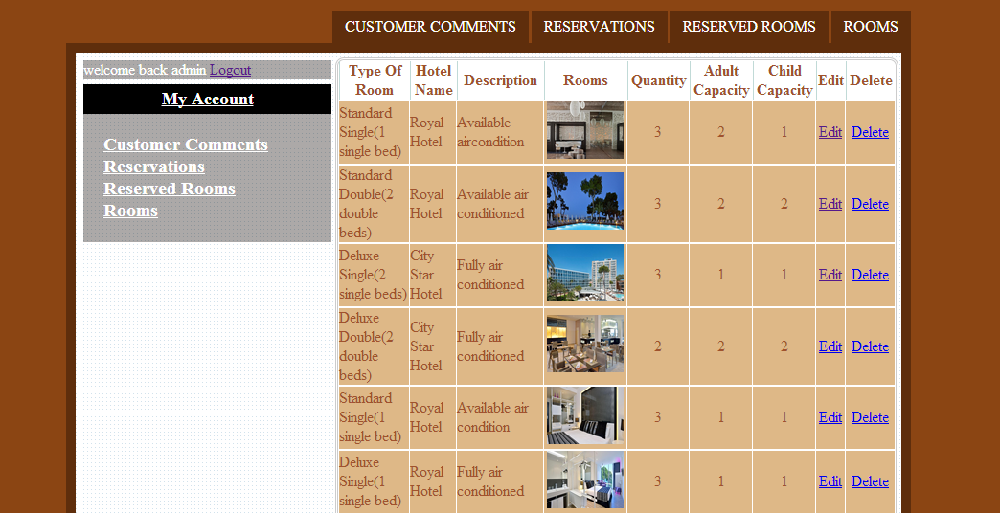 CUSTOMER COMMENTS RESERVATIONS RESERVED ROOMS ROOMS
welcome back admin Logout
My Account
Customer Comments
Reservations
Reserved Rooms
Rooms
Type Of Room Hotel Name Description Rooms Quantity Adult Capacity Child Capacity Edit Delete
Standard Single(1 single bed) Royal Hotel Available aircondition 3 2 1 Edit Delete
Standard Double(2 double beds) Royal Hotel Available air conditioned 3 2 2 Edit Delete
Deluxe Single(2 single beds) City Star Hotel Fully air conditioned 3 1 1 Edit Delete
Deluxe Double(2 double beds) City Star Hotel Fully air conditioned 2 2 2 Edit Delete
Standard Single(1 single bed) Royal Hotel Available air condition 3 1 1 Edit Delete
Deluxe Single(1 single bed) Royal Hotel Fully air conditioned 3 1 1 Edit Delete